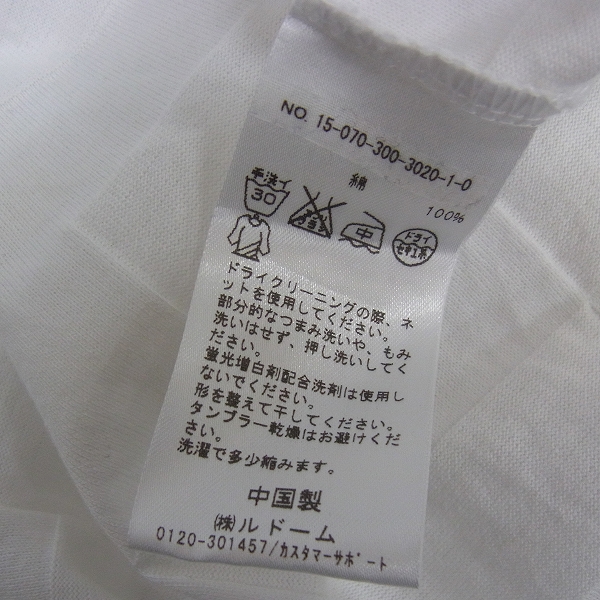 NO. 15-070-300-3020-1-0
綿 100%
手洗イ
30
エンソ
サラシ
中
ドライ
セキユ系
ドライクリーニングの際、ネ
ットを使用してください。
部分的なつまみ洗いや、もみ
洗いはせず、押し洗いしてく
ださい。
蛍光増白剤配合洗剤は使用し
ないでください。
形を整えて干してください。
タンブラー乾燥はお避けくだ
さい。
洗濯で多少縮みます。
中国製
(株)ルドーム
0120-301457/カスタマーサポート